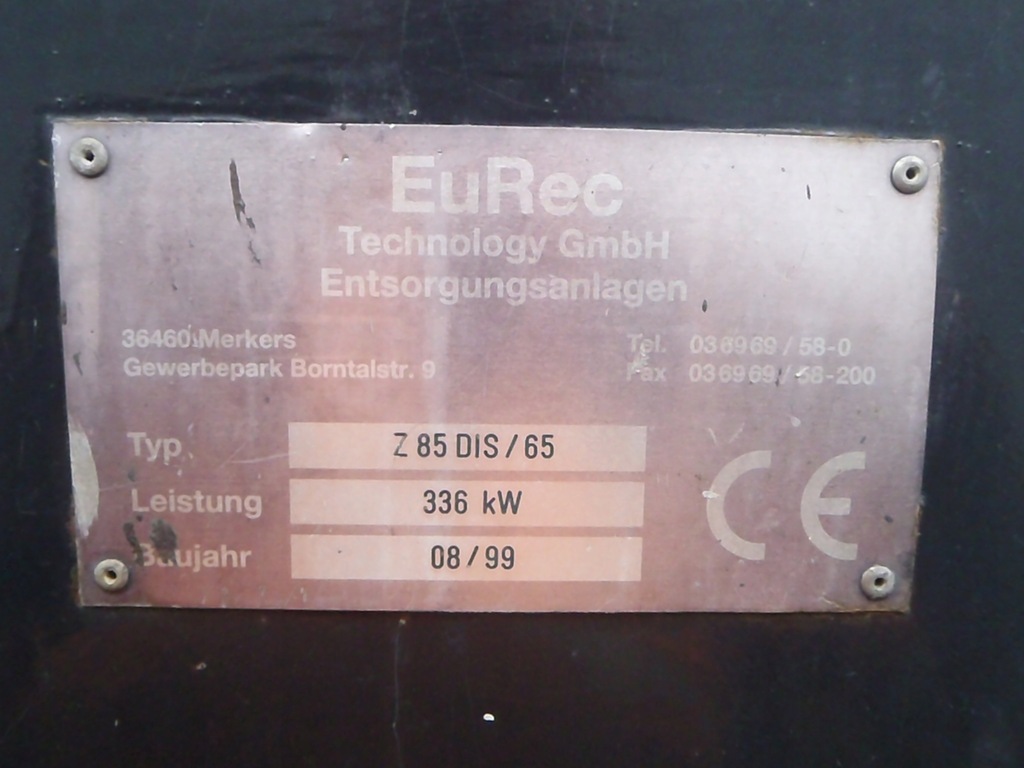 EuRec
Technology GmbH
Entsorgungsanlagen
36460 Merkers
Gewerbepark Borntalstr. 9
Tel. 036969 / 58-0
Fax 036969 / 58-200
Typ Z 85 DIS / 65
Leistung 336 kW
Baujahr 08 / 99
CE